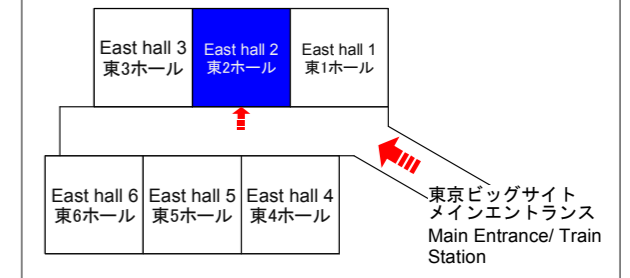 East hall 3
東3ホール
East hall 2
東2ホール
East hall 1
東1ホール
East hall 6
東6ホール
East hall 5
東5ホール
East hall 4
東4ホール
東京ビッグサイト
メインエントランス
Main Entrance/ Train
Station